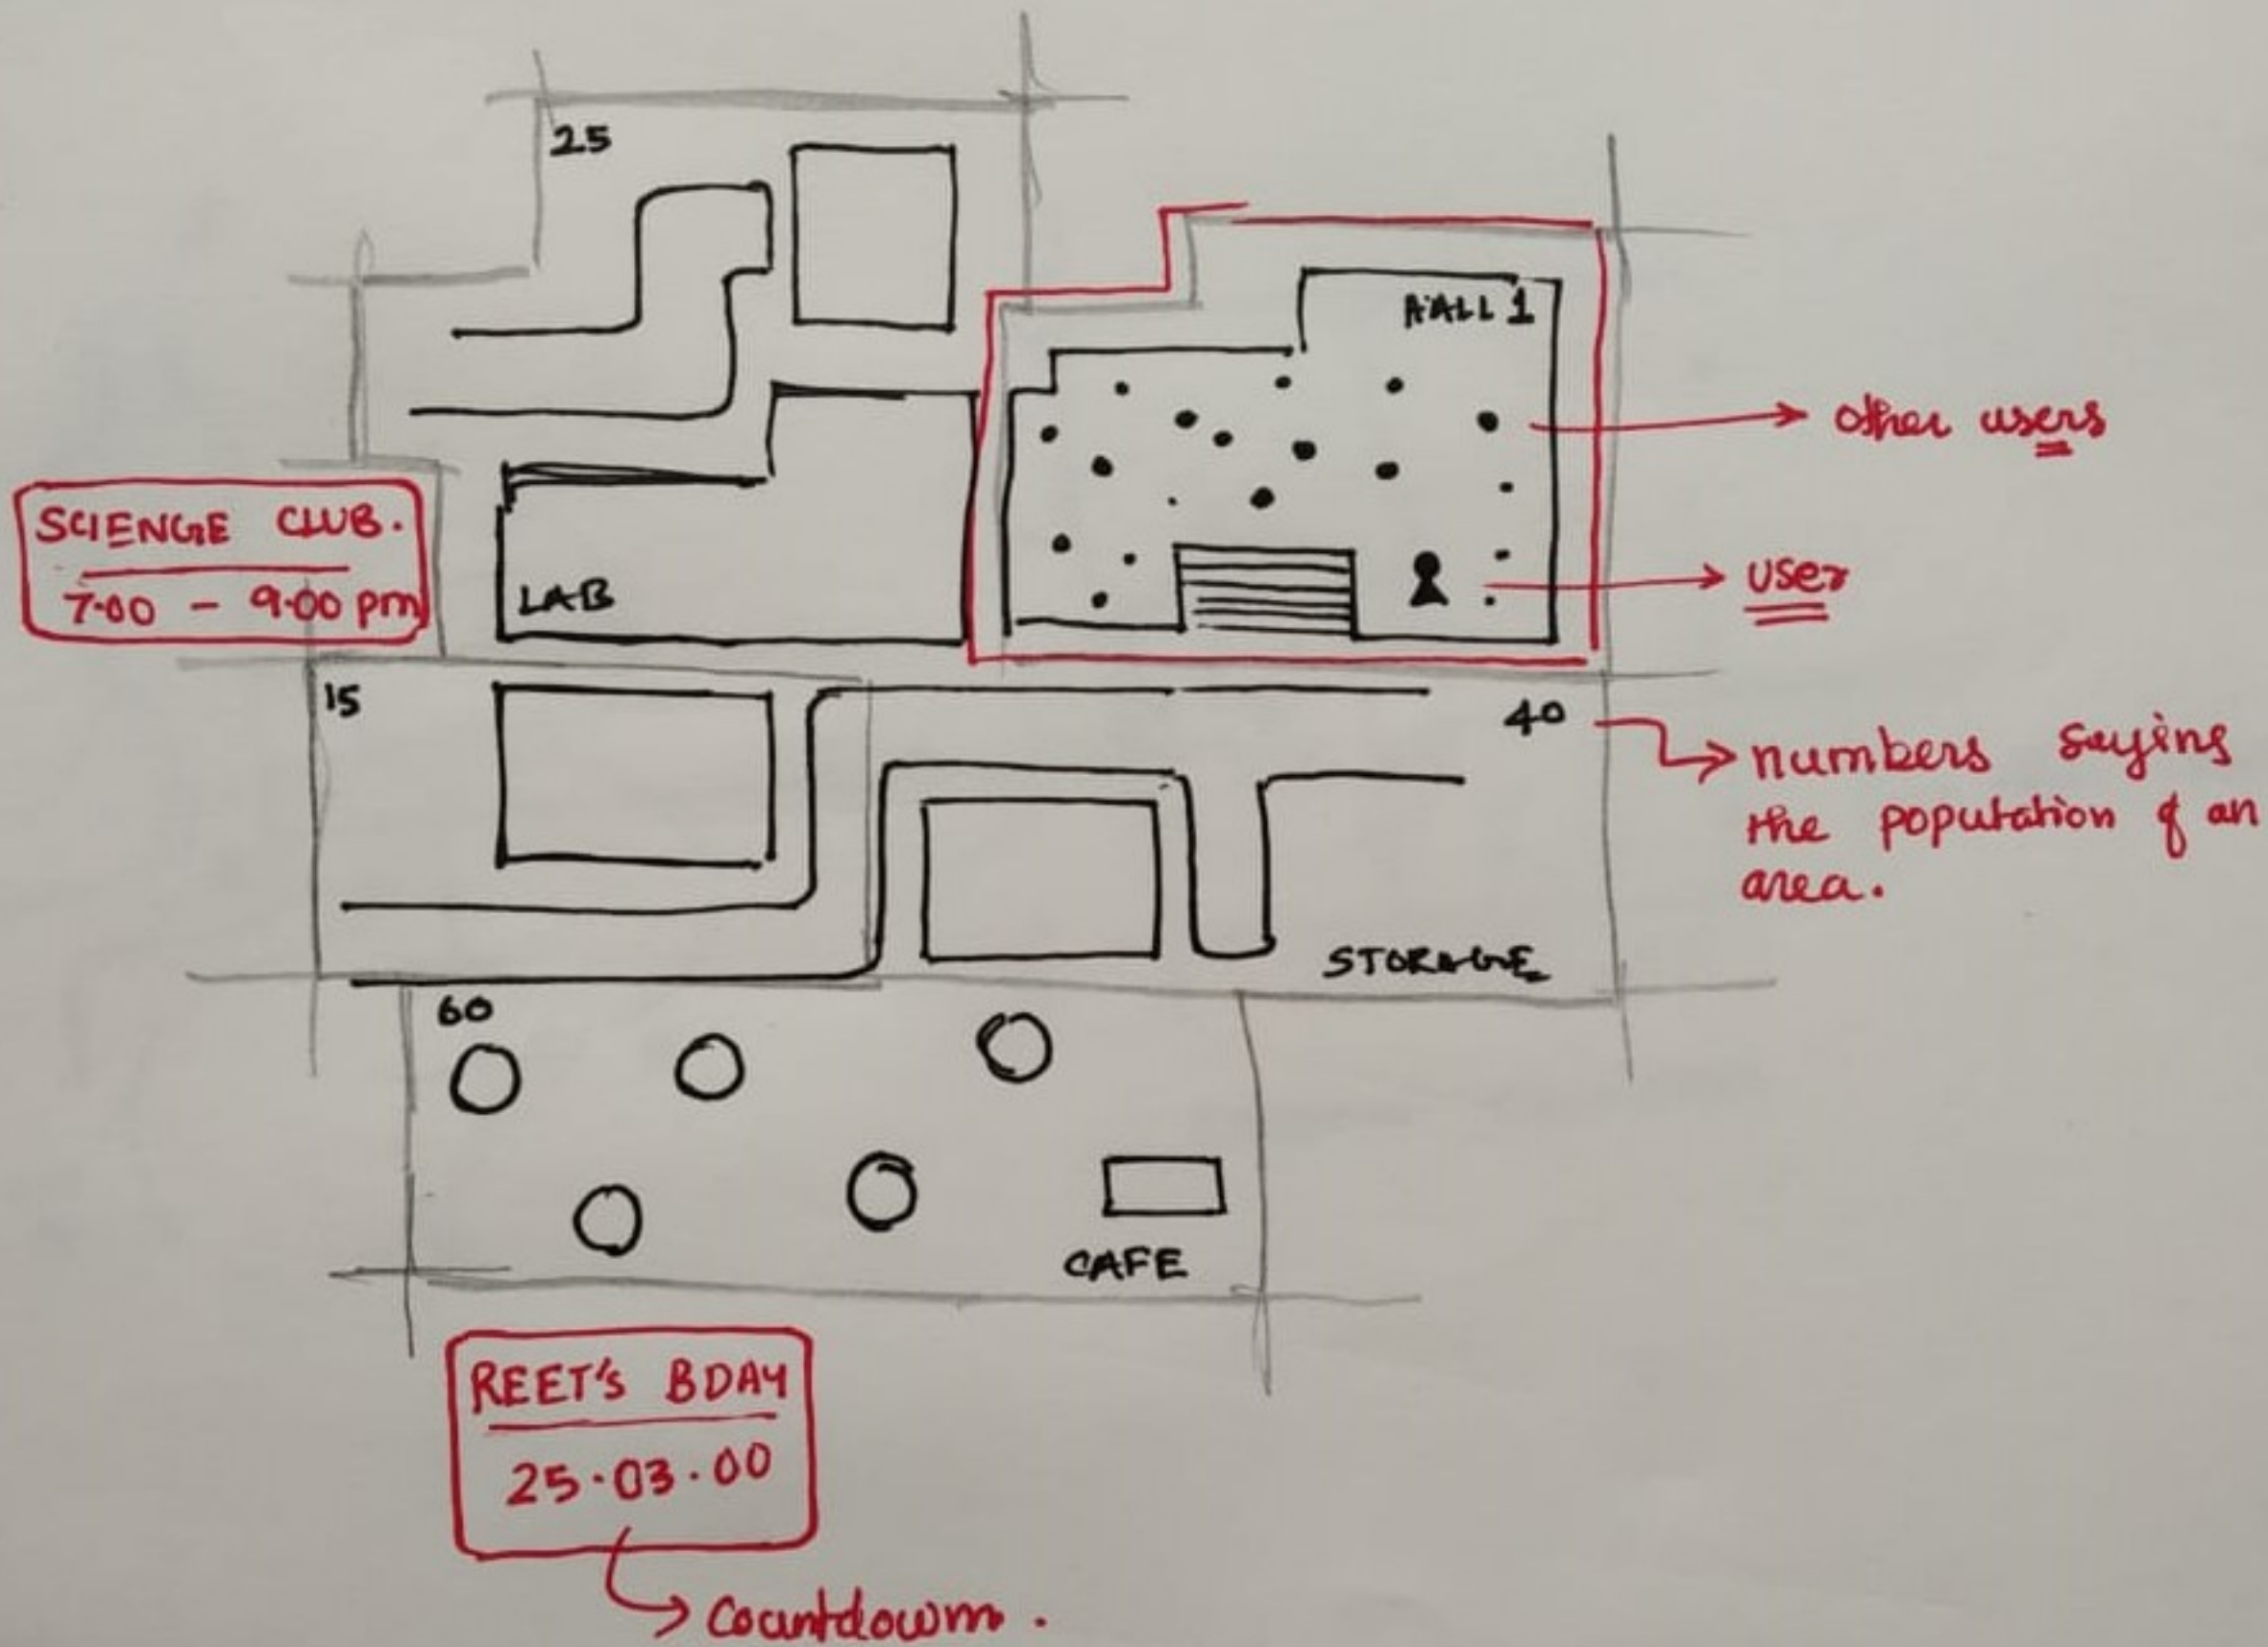 25
HALL 1
other users
SCIENCE CLUB.
7.00 - 9.00 pm
LAB
user
15
40
numbers saying
the population of an
area.
STORAGE
60
CAFE
REET'S BDAY
25.03.00
Countdown.